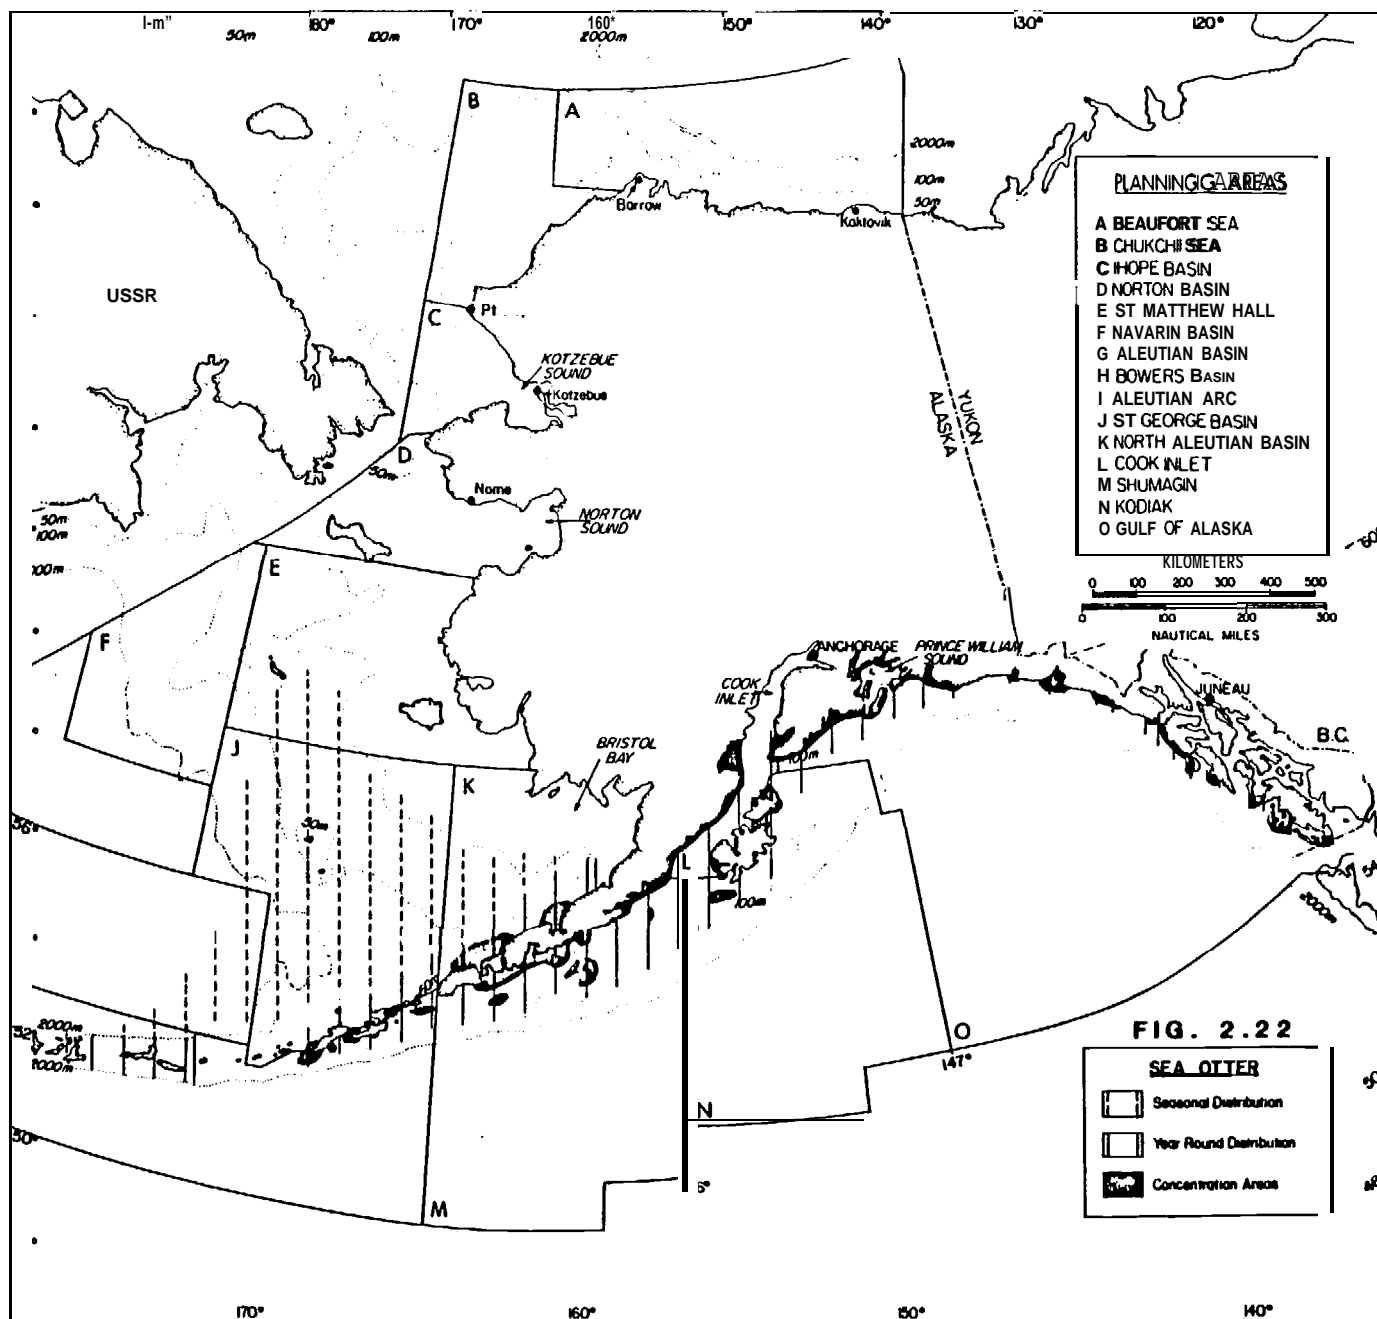 I-m"
180°
170°
160°
150°
140°
130°
120°
50m
100m
2000m
B
A
2000m
100m
50m
Barrow
Kaktovik
USSR
C
Pt
KOTZEBUE
SOUND
Kotzebue
D
50m
Nome
NORTON
SOUND
YUKON
ALASKA
50m
100m
100m
E
F
PLANNING AREAS
A BEAUFORT SEA
B CHUKCHI SEA
C HOPE BASIN
D NORTON BASIN
E ST MATTHEW HALL
F NAVARIN BASIN
G ALEUTIAN BASIN
H BOWERS BASIN
I ALEUTIAN ARC
J ST GEORGE BASIN
K NORTH ALEUTIAN BASIN
L COOK INLET
M SHUMAGIN
N KODIAK
O GULF OF ALASKA
KILOMETERS
0 100 200 300 400 500
0 100 200 300
NAUTICAL MILES
ANCHORAGE
PRINCE WILLIAM
SOUND
COOK
INLET
JUNEAU
B.C.
J
BRISTOL
BAY
K
100m
56°
50m
L
100m
2000m
52°
2000m
1000m
O
147°
N
50°
6°
M
FIG. 2.22
SEA OTTER
Seasonal Distribution
Year Round Distribution
Concentration Areas
170°
160°
150°
140°